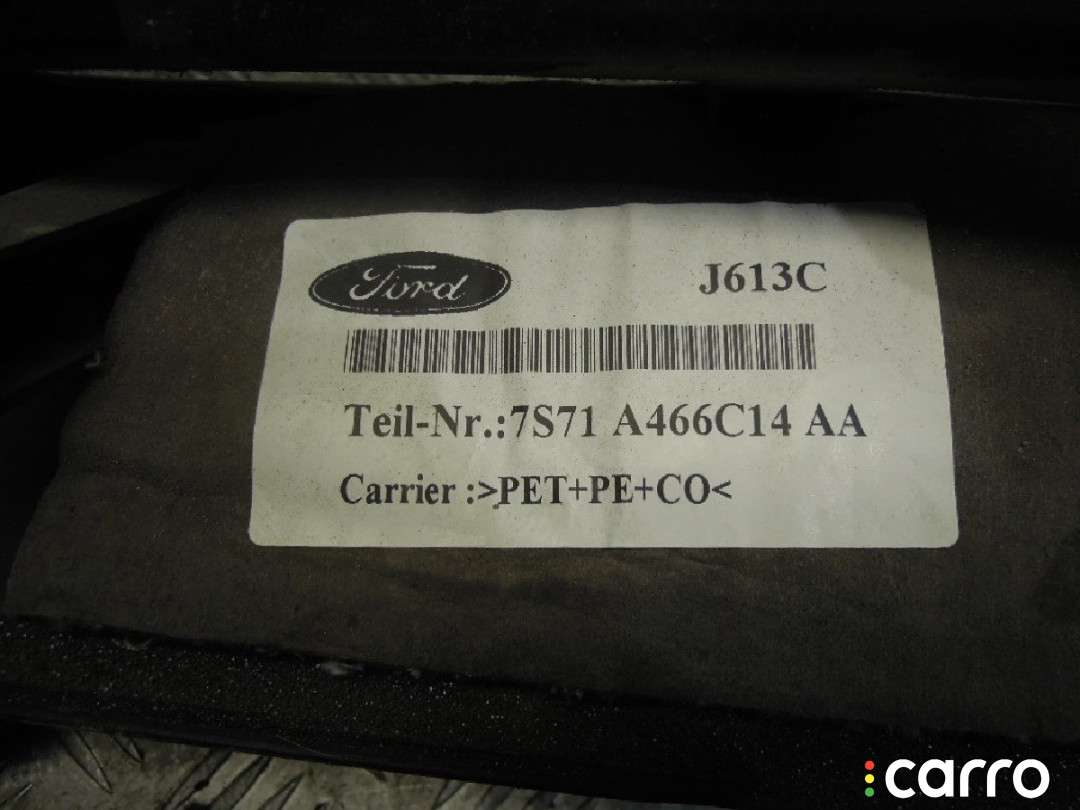 Ford
J613C
Teil-Nr.:7S71 A466C14 AA
Carrier :>PET+PE+CO<
carro